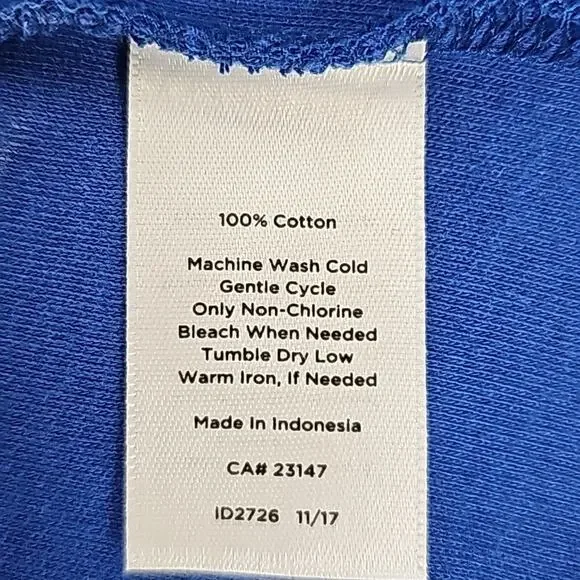 100% Cotton
Machine Wash Cold
Gentle Cycle
Only Non-Chlorine
Bleach When Needed
Tumble Dry Low
Warm Iron, If Needed
Made In Indonesia
CA# 23147
ID2726 11/17